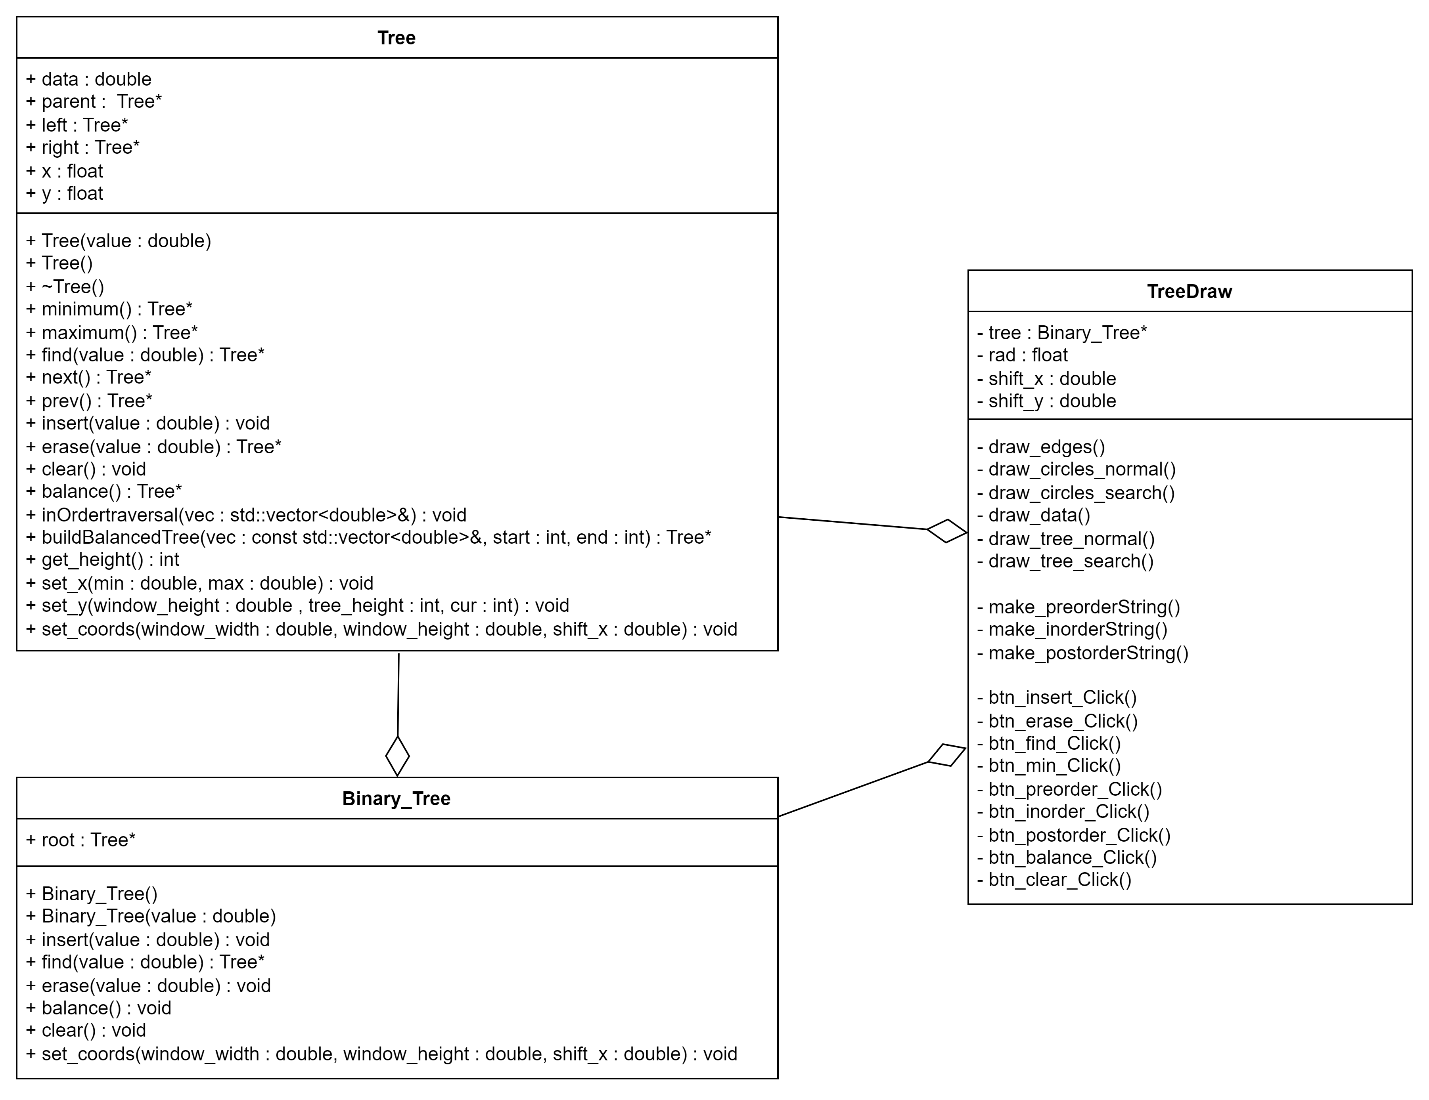 Tree
+ data : double
+ parent :  Tree*
+ left : Tree*
+ right : Tree*
+ x : float
+ y : float
+ Tree(value : double)
+ Tree()
+ ~Tree()
+ minimum() : Tree*
+ maximum() : Tree*
+ find(value : double) : Tree*
+ next() : Tree*
+ prev() : Tree*
+ insert(value : double) : void
+ erase(value : double) : Tree*
+ clear() : void
+ balance() : Tree*
+ inOrdertraversal(vec : std::vector<double>&) : void
+ buildBalancedTree(vec : const std::vector<double>&, start : int, end : int) : Tree*
+ get_height() : int
+ set_x(min : double, max : double) : void
+ set_y(window_height : double , tree_height : int, cur : int) : void
+ set_coords(window_width : double, window_height : double, shift_x : double) : void
Binary_Tree
+ root : Tree*
+ Binary_Tree()
+ Binary_Tree(value : double)
+ insert(value : double) : void
+ find(value : double) : Tree*
+ erase(value : double) : void
+ balance() : void
+ clear() : void
+ set_coords(window_width : double, window_height : double, shift_x : double) : void
TreeDraw
- tree : Binary_Tree*
- rad : float
- shift_x : double
- shift_y : double
- draw_edges()
- draw_circles_normal()
- draw_circles_search()
- draw_data()
- draw_tree_normal()
- draw_tree_search()
- make_preorderString()
- make_inorderString()
- make_postorderString()
- btn_insert_Click()
- btn_erase_Click()
- btn_find_Click()
- btn_min_Click()
- btn_preorder_Click()
- btn_inorder_Click()
- btn_postorder_Click()
- btn_balance_Click()
- btn_clear_Click()